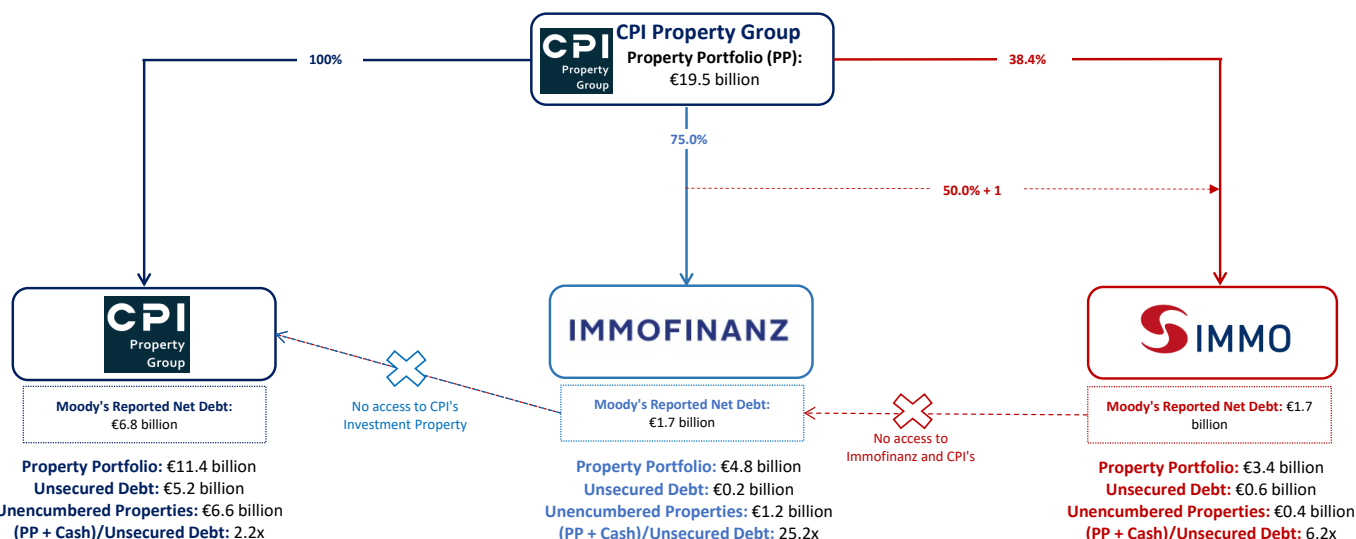 CPI Property Group
CPI
Property
Group
Property Portfolio (PP):
€19.5 billion
100%
38.4%
75.0%
50.0% + 1
CPI
Property
Group
IMMOFINANZ
S IMMO
Moody's Reported Net Debt:
€6.8 billion
No access to CPI's
Investment Property
Moody's Reported Net Debt:
€1.7 billion
No access to
Immofinanz and CPI's
Moody's Reported Net Debt: €1.7
billion
Property Portfolio: €11.4 billion
Unsecured Debt: €5.2 billion
Unencumbered Properties: €6.6 billion
(PP + Cash)/Unsecured Debt: 2.2x
Property Portfolio: €4.8 billion
Unsecured Debt: €0.2 billion
Unencumbered Properties: €1.2 billion
(PP + Cash)/Unsecured Debt: 25.2x
Property Portfolio: €3.4 billion
Unsecured Debt: €0.6 billion
Unencumbered Properties: €0.4 billion
(PP + Cash)/Unsecured Debt: 6.2x